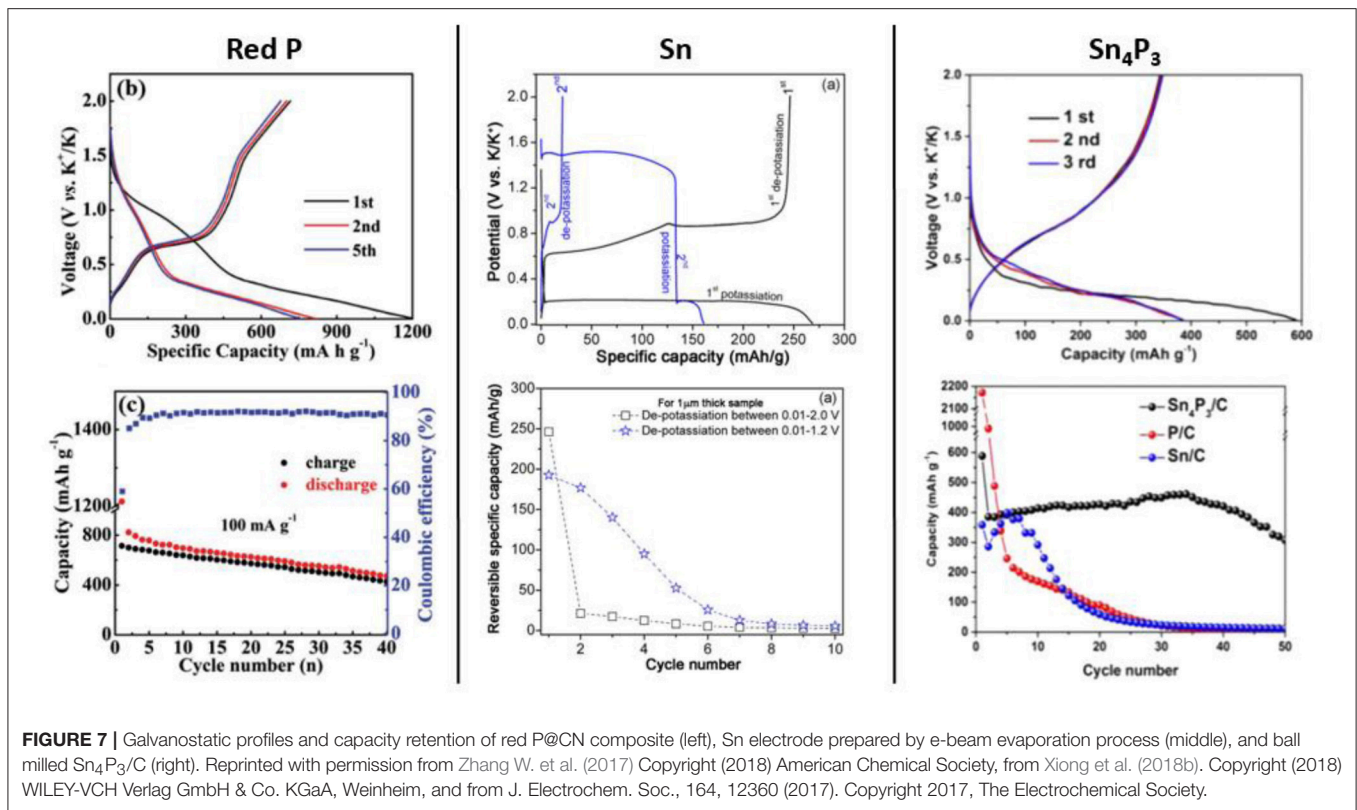 Red P
Sn
Sn4P3
(b)
2.0
1.5
1.0
0.5
0.0
Voltage (V vs. K+/K)
1st
2nd
5th
0 300 600 900 1200
Specific Capacity (mA h g-1)
(a)
2.0
1.6
1.2
0.8
0.4
0.0
Potential (V vs. K/K+)
2nd
1st
2nd
de-potassiation
1st de-potassiation
2nd
potassiation
1st potassiation
0 50 100 150 200 250 300
Specific capacity (mAh/g)
2.0
1.5
1.0
0.5
0.0
Voltage (V vs. K+/K)
1 st
2 nd
3 rd
0 100 200 300 400 500 600
Capacity (mAh g-1)
(c)
1400
1200
800
400
0
Capacity (mAh g-1)
charge
discharge
100 mA g-1
100
80
60
40
20
0
Coulombic efficiency (%)
0 5 10 15 20 25 30 35 40
Cycle number (n)
(a)
300
250
200
150
100
50
0
Reversible specific capacity (mAh/g)
For 1μm thick sample
De-potassiation between 0.01-2.0 V
De-potassiation between 0.01-1.2 V
2 4 6 8 10
Cycle number
2200
2100
1000
600
500
400
300
200
100
0
Capacity (mAh g-1)
Sn4P3/C
P/C
Sn/C
0 10 20 30 40 50
Cycle number
FIGURE 7 | Galvanostatic profiles and capacity retention of red P@CN composite (left), Sn electrode prepared by e-beam evaporation process (middle), and ball
milled Sn4P3/C (right). Reprinted with permission from Zhang W. et al. (2017) Copyright (2018) American Chemical Society, from Xiong et al. (2018b). Copyright (2018)
WILEY-VCH Verlag GmbH & Co. KGaA, Weinheim, and from J. Electrochem. Soc., 164, 12360 (2017). Copyright 2017, The Electrochemical Society.